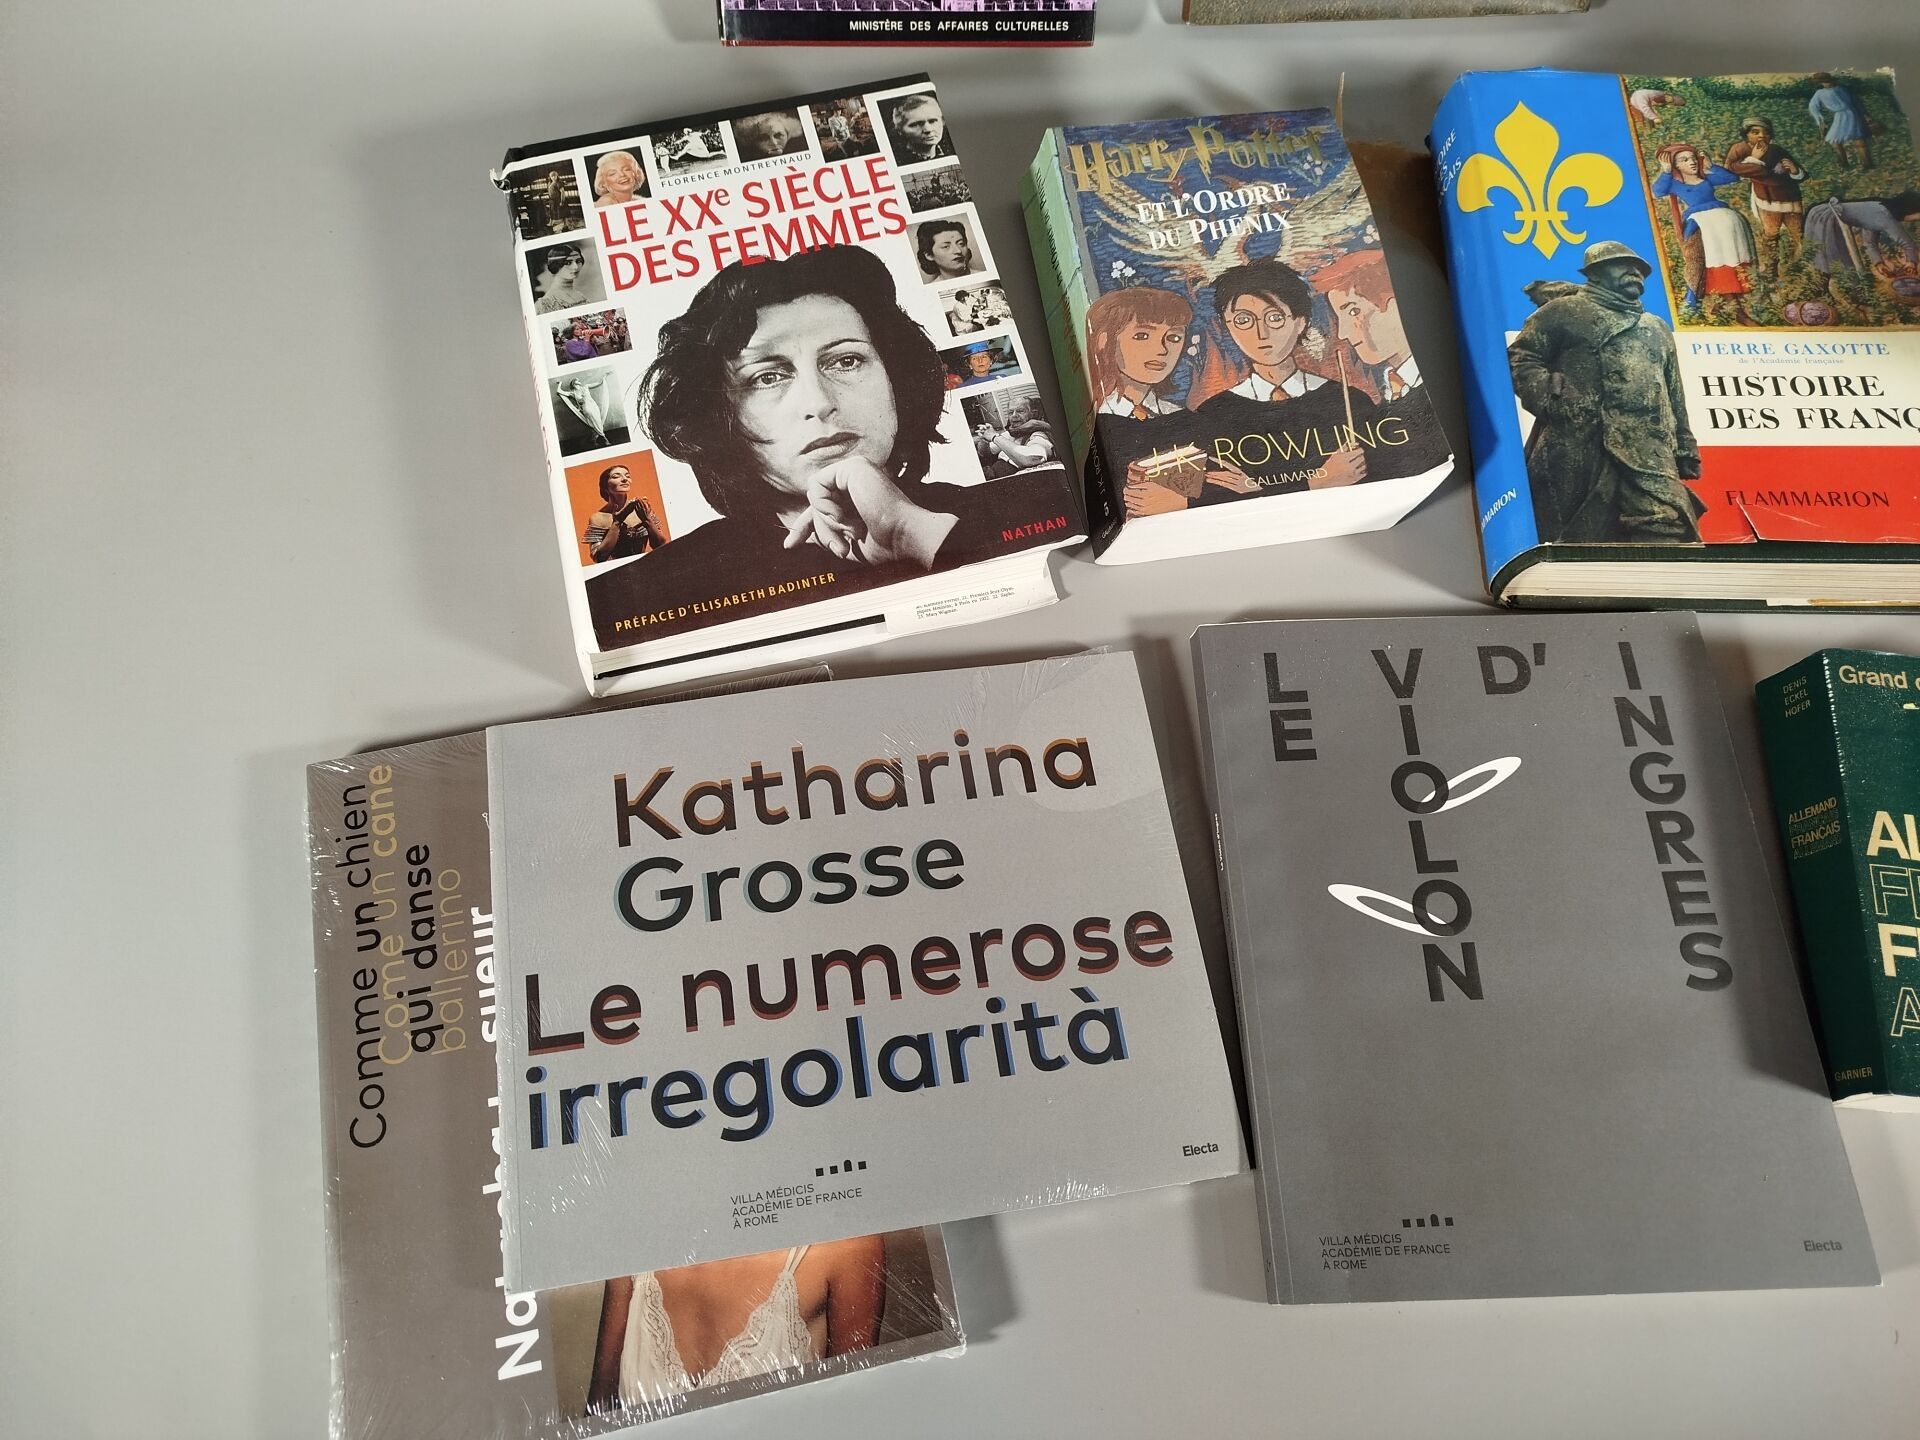 MINISTÈRE DES AFFAIRES CULTURELLES
FLORENCE MONTREYNAUD
LE XXe SIÈCLE
DES FEMMES
NATHAN
PRÉFACE D'ELISABETH BADINTER
Harry Potter
ET L'ORDRE
DU PHÉNIX
J.K. ROWLING
GALLIMARD
J.K. ROWLING
5
PIERRE GAXOTTE
de l'Académie française
HISTOIRE
DES FRANÇ
FLAMMARION
Comme un chien
Come un cane
qui danse
ballerino
Katharina
Grosse
Le numerose
irregolarità
VILLA MÉDICIS
ACADÉMIE DE FRANCE
À ROME
Electa
LE VIOLON D'INGRES
VILLA MÉDICIS
ACADÉMIE DE FRANCE
À ROME
Electa
DENIS
ECKEL
HOFER
Grand
ALLEMAND
FRANÇAIS
GARNIER